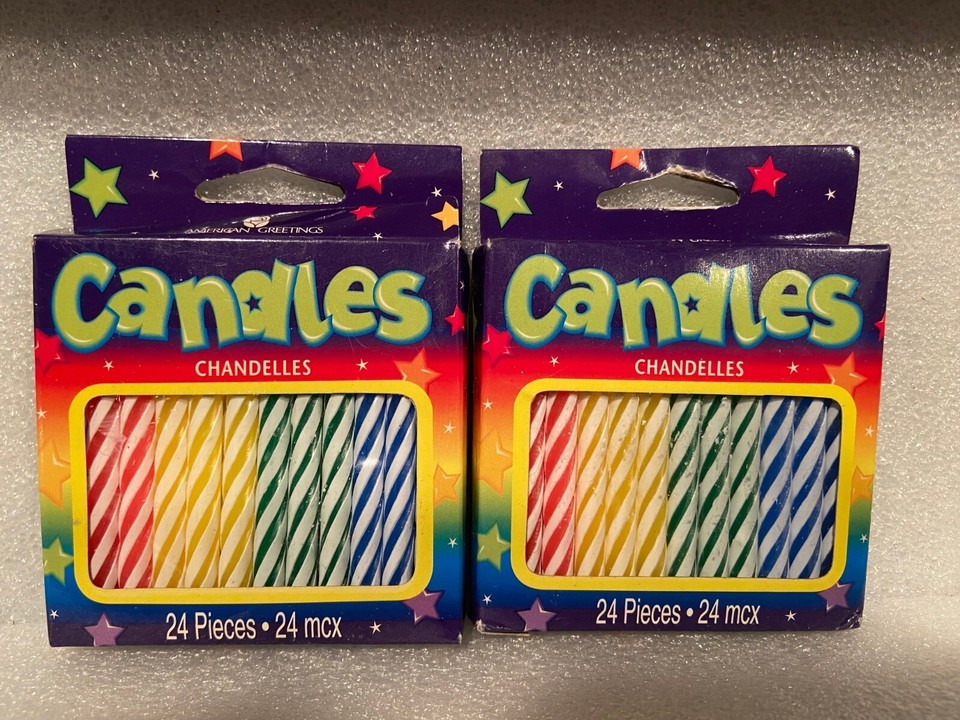 AMERICAN GREETINGS
Candles
CHANDELLES
24 Pieces • 24 mcx
Candles
CHANDELLES
24 Pieces • 24 mcx